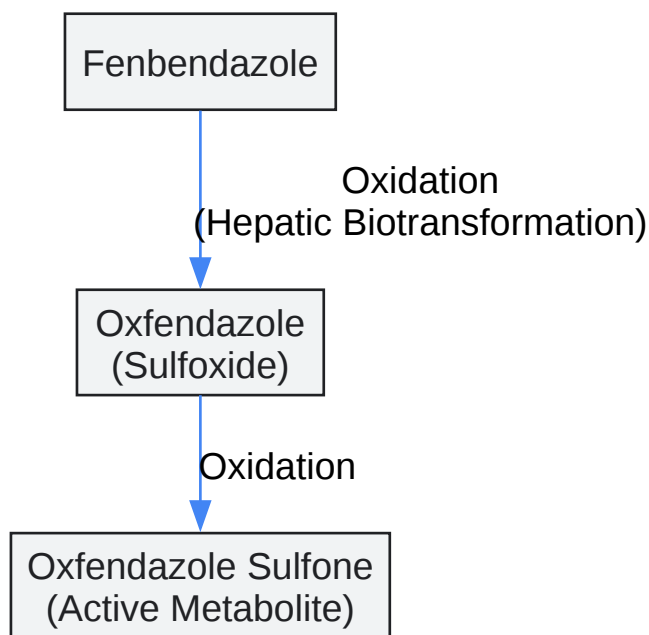 Fenbendazole
Oxidation
(Hepatic Biotransformation)
Oxfendazole
(Sulfoxide)
Oxidation
Oxfendazole Sulfone
(Active Metabolite)